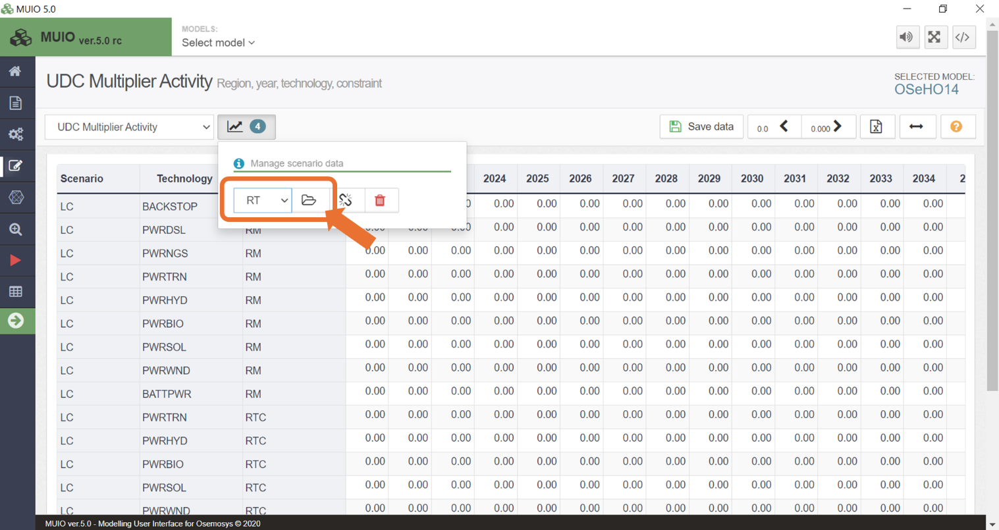 MUIO 5.0
MUIO ver.5.0 rc
MODELS:
Select model
UDC Multiplier Activity Region, year, technology, constraint
SELECTED MODEL:
OSeHO14
UDC Multiplier Activity 4 Save data 0.0 0.000
Manage scenario data
RT
Scenario Technology 2024 2025 2026 2027 2028 2029 2030 2031 2032 2033 2034 2
LC BACKSTOP 0 0.00 0.00 0.00 0.00 0.00 0.00 0.00 0.00 0.00 0.00 0.00
LC PWRDSL RM 0.00 0.00 0.00 0.00 0.00 0.00 0.00 0.00 0.00 0.00 0.00 0.00 0.00 0.00
LC PWRNGS RM 0.00 0.00 0.00 0.00 0.00 0.00 0.00 0.00 0.00 0.00 0.00 0.00 0.00 0.00
LC PWRTRN RM 0.00 0.00 0.00 0.00 0.00 0.00 0.00 0.00 0.00 0.00 0.00 0.00 0.00 0.00
LC PWRHYD RM 0.00 0.00 0.00 0.00 0.00 0.00 0.00 0.00 0.00 0.00 0.00 0.00 0.00 0.00
LC PWRBIO RM 0.00 0.00 0.00 0.00 0.00 0.00 0.00 0.00 0.00 0.00 0.00 0.00 0.00 0.00
LC PWRSOL RM 0.00 0.00 0.00 0.00 0.00 0.00 0.00 0.00 0.00 0.00 0.00 0.00 0.00 0.00
LC PWRWND RM 0.00 0.00 0.00 0.00 0.00 0.00 0.00 0.00 0.00 0.00 0.00 0.00 0.00 0.00
LC BATTPWR RM 0.00 0.00 0.00 0.00 0.00 0.00 0.00 0.00 0.00 0.00 0.00 0.00 0.00 0.00
LC PWRTRN RTC 0.00 0.00 0.00 0.00 0.00 0.00 0.00 0.00 0.00 0.00 0.00 0.00 0.00 0.00
LC PWRHYD RTC 0.00 0.00 0.00 0.00 0.00 0.00 0.00 0.00 0.00 0.00 0.00 0.00 0.00 0.00
LC PWRBIO RTC 0.00 0.00 0.00 0.00 0.00 0.00 0.00 0.00 0.00 0.00 0.00 0.00 0.00 0.00
LC PWRSOL RTC 0.00 0.00 0.00 0.00 0.00 0.00 0.00 0.00 0.00 0.00 0.00 0.00 0.00 0.00
LC PWRWND RTC 0.00 0.00 0.00 0.00 0.00 0.00 0.00 0.00 0.00 0.00 0.00 0.00 0.00 0.00
MUIO ver.5.0 - Modelling User Interface for Osemosys © 2020